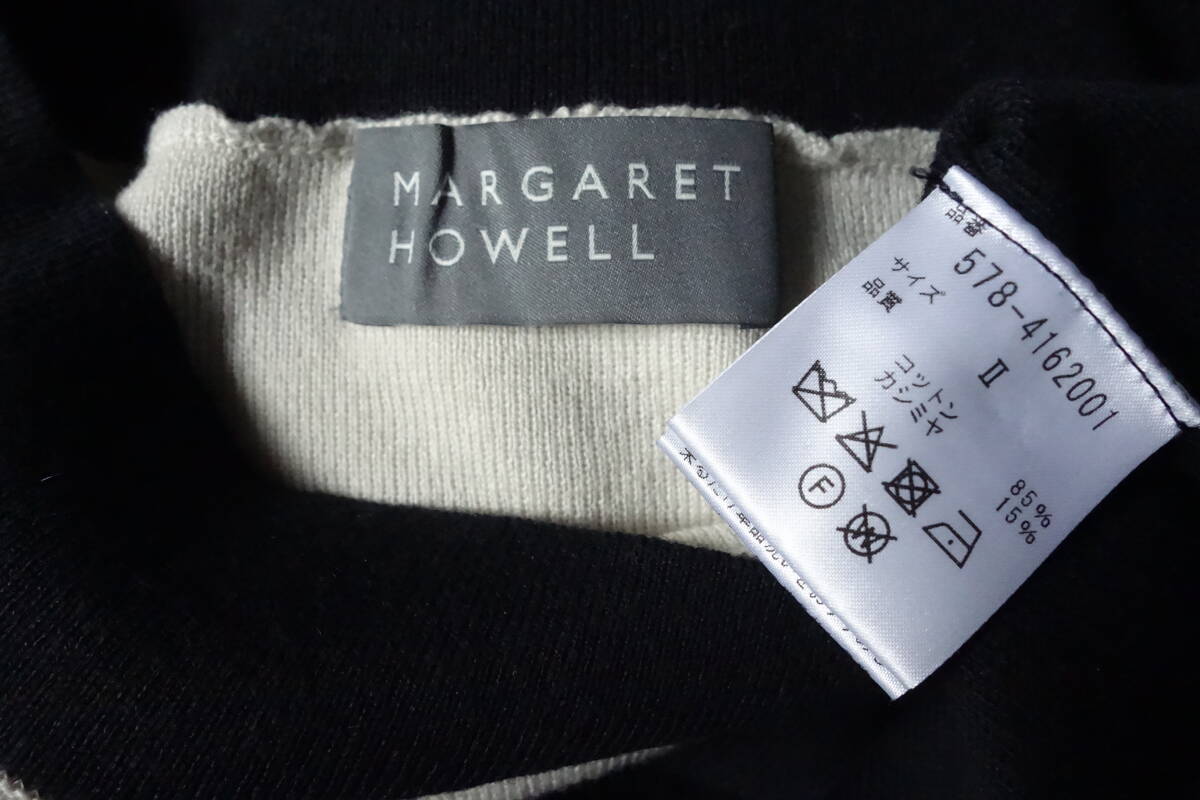 MARGARET
HOWELL
品番 578-4162001
サイズ II
品質
コットン 85%
カシミヤ 15%
F
W